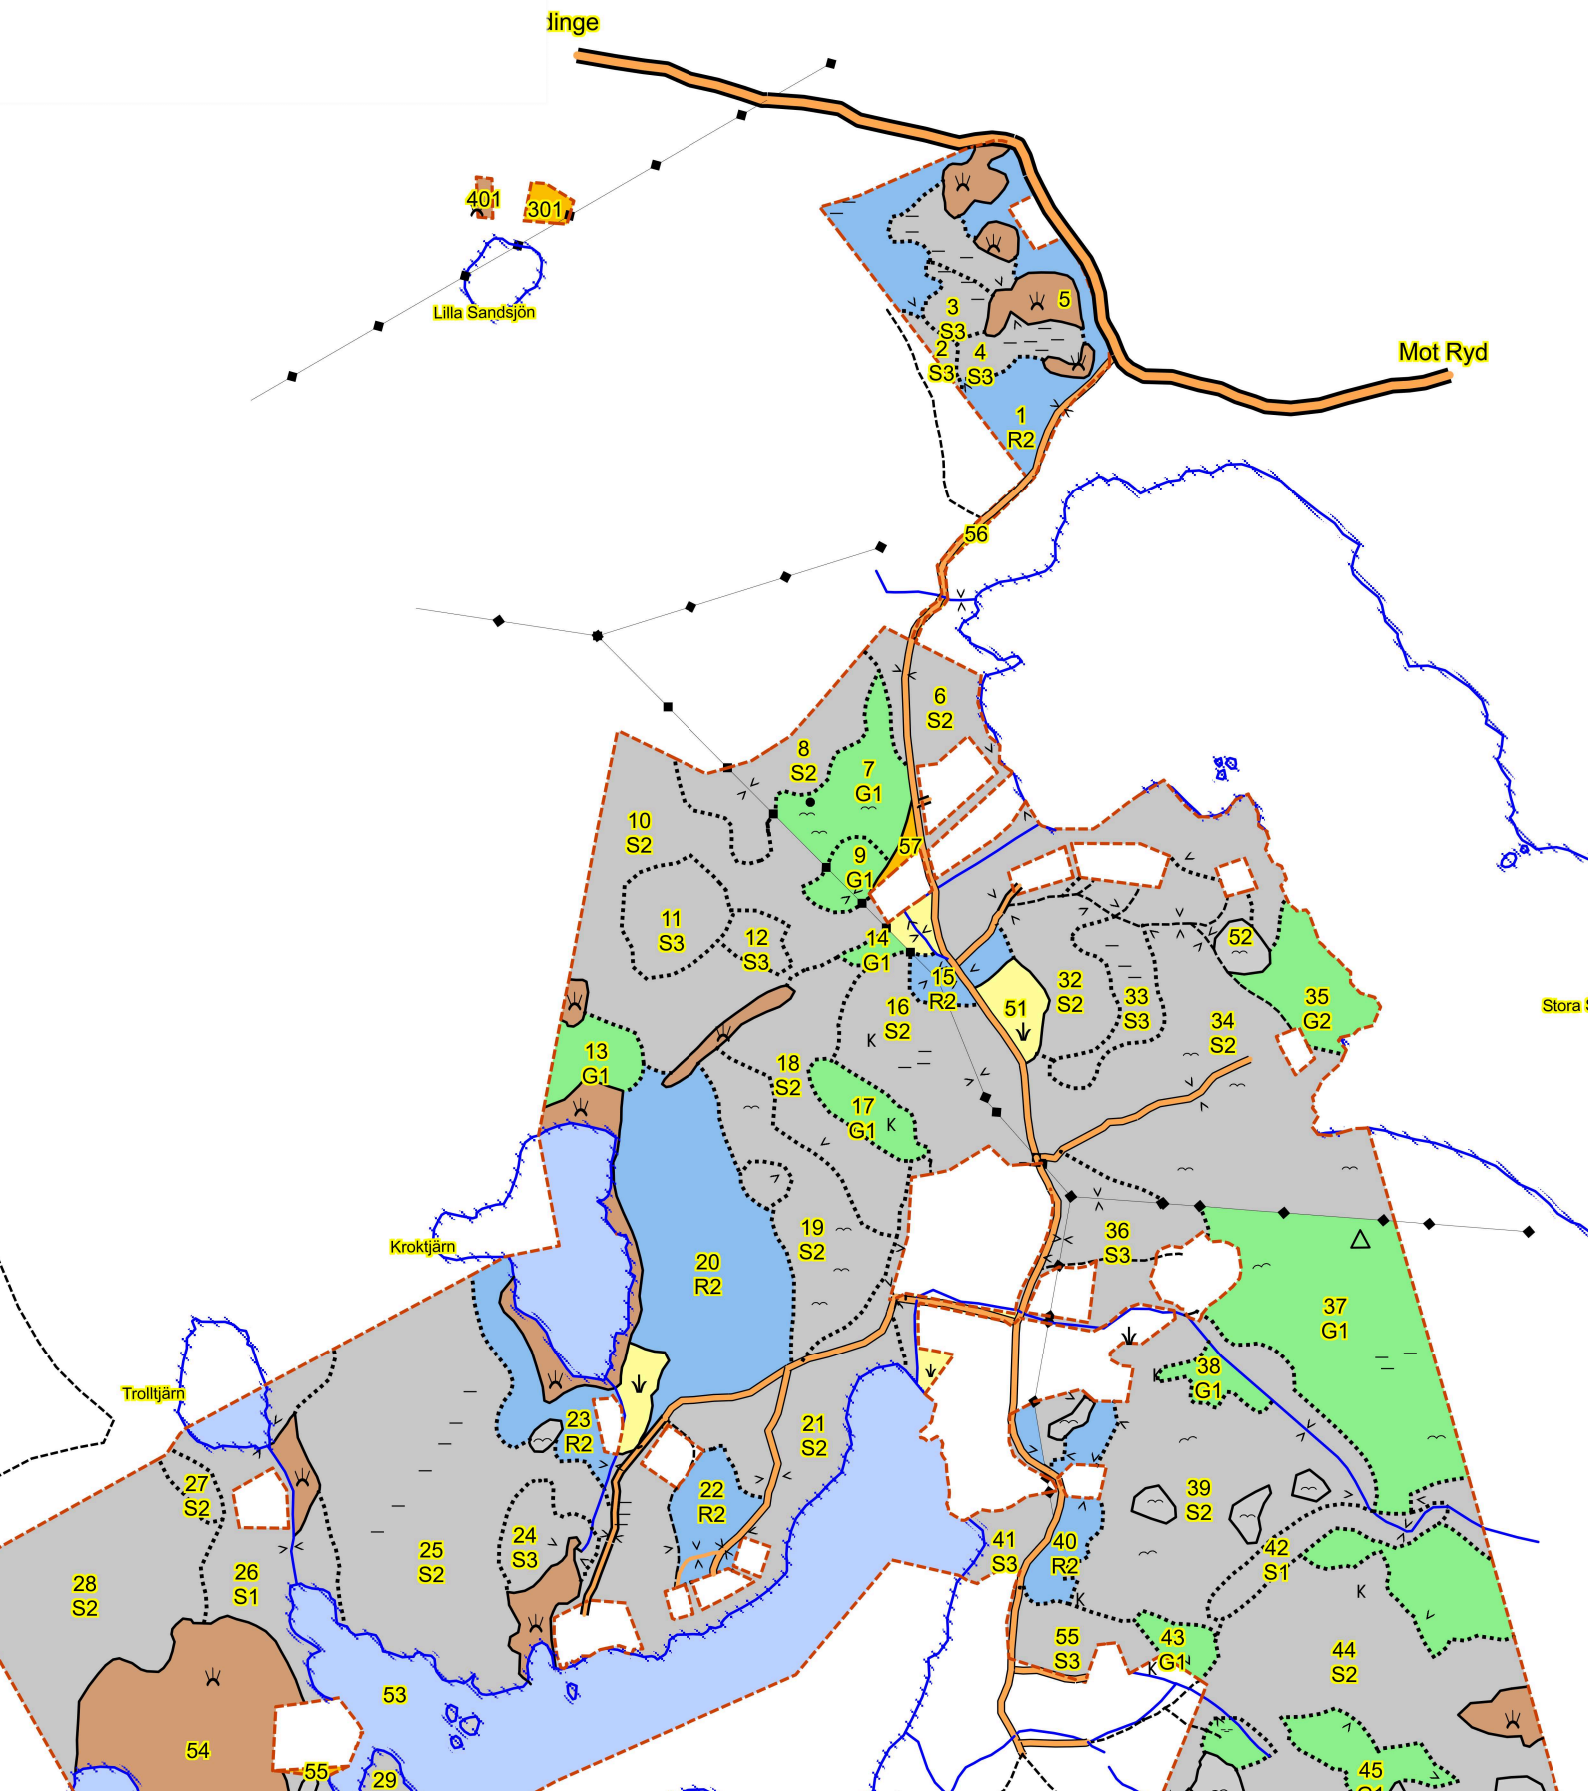 dinge
401
301
Lilla Sandsjön
5
3
S3
2
S3
4
S3
Mot Ryd
1
R2
56
6
S2
8
S2
7
G1
10
S2
57
9
G1
11
S3
12
S3
14
G1
15
R2
16
S2
51
32
S2
33
S3
52
34
S2
35
G2
Stora
13
G1
18
S2
K
17
G1
K
19
S2
36
S3
Kroktjärn
20
R2
37
G1
Trolltjärn
38
G1
K
23
R2
21
S2
22
R2
27
S2
24
S3
25
S2
26
S1
28
S2
39
S2
41
S3
40
R2
K
42
S1
K
55
S3
43
G1
K
44
S2
53
54
55
29
45